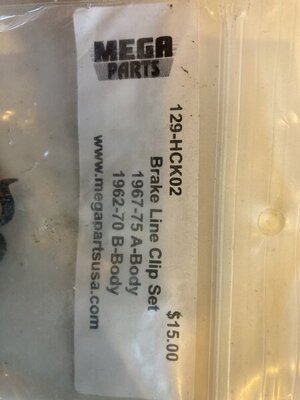 MEGA
PARTS
129-HCK02 $15.00
Brake Line Clip Set
1967-75 A-Body
1962-70 B-Body
www.megapartsusa.com